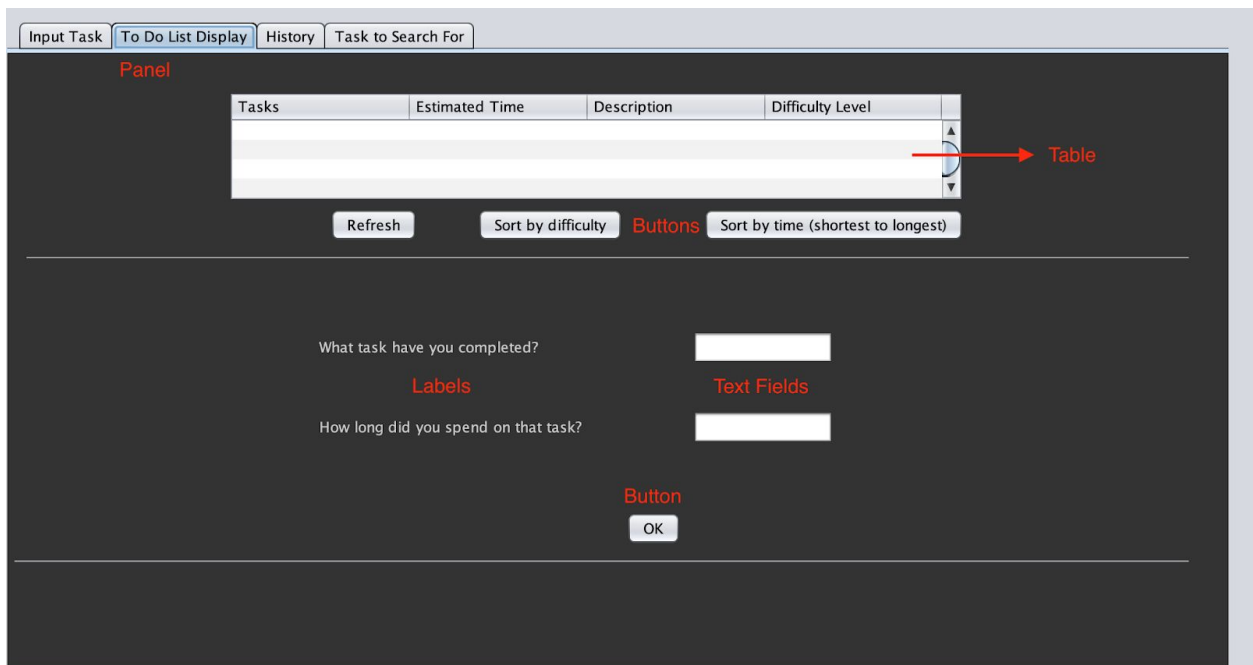 Input Task To Do List Display History Task to Search For
Panel
Tasks Estimated Time Description Difficulty Level
Table
Refresh Sort by difficulty Buttons Sort by time (shortest to longest)
What task have you completed?
Labels Text Fields
How long did you spend on that task?
Button
OK